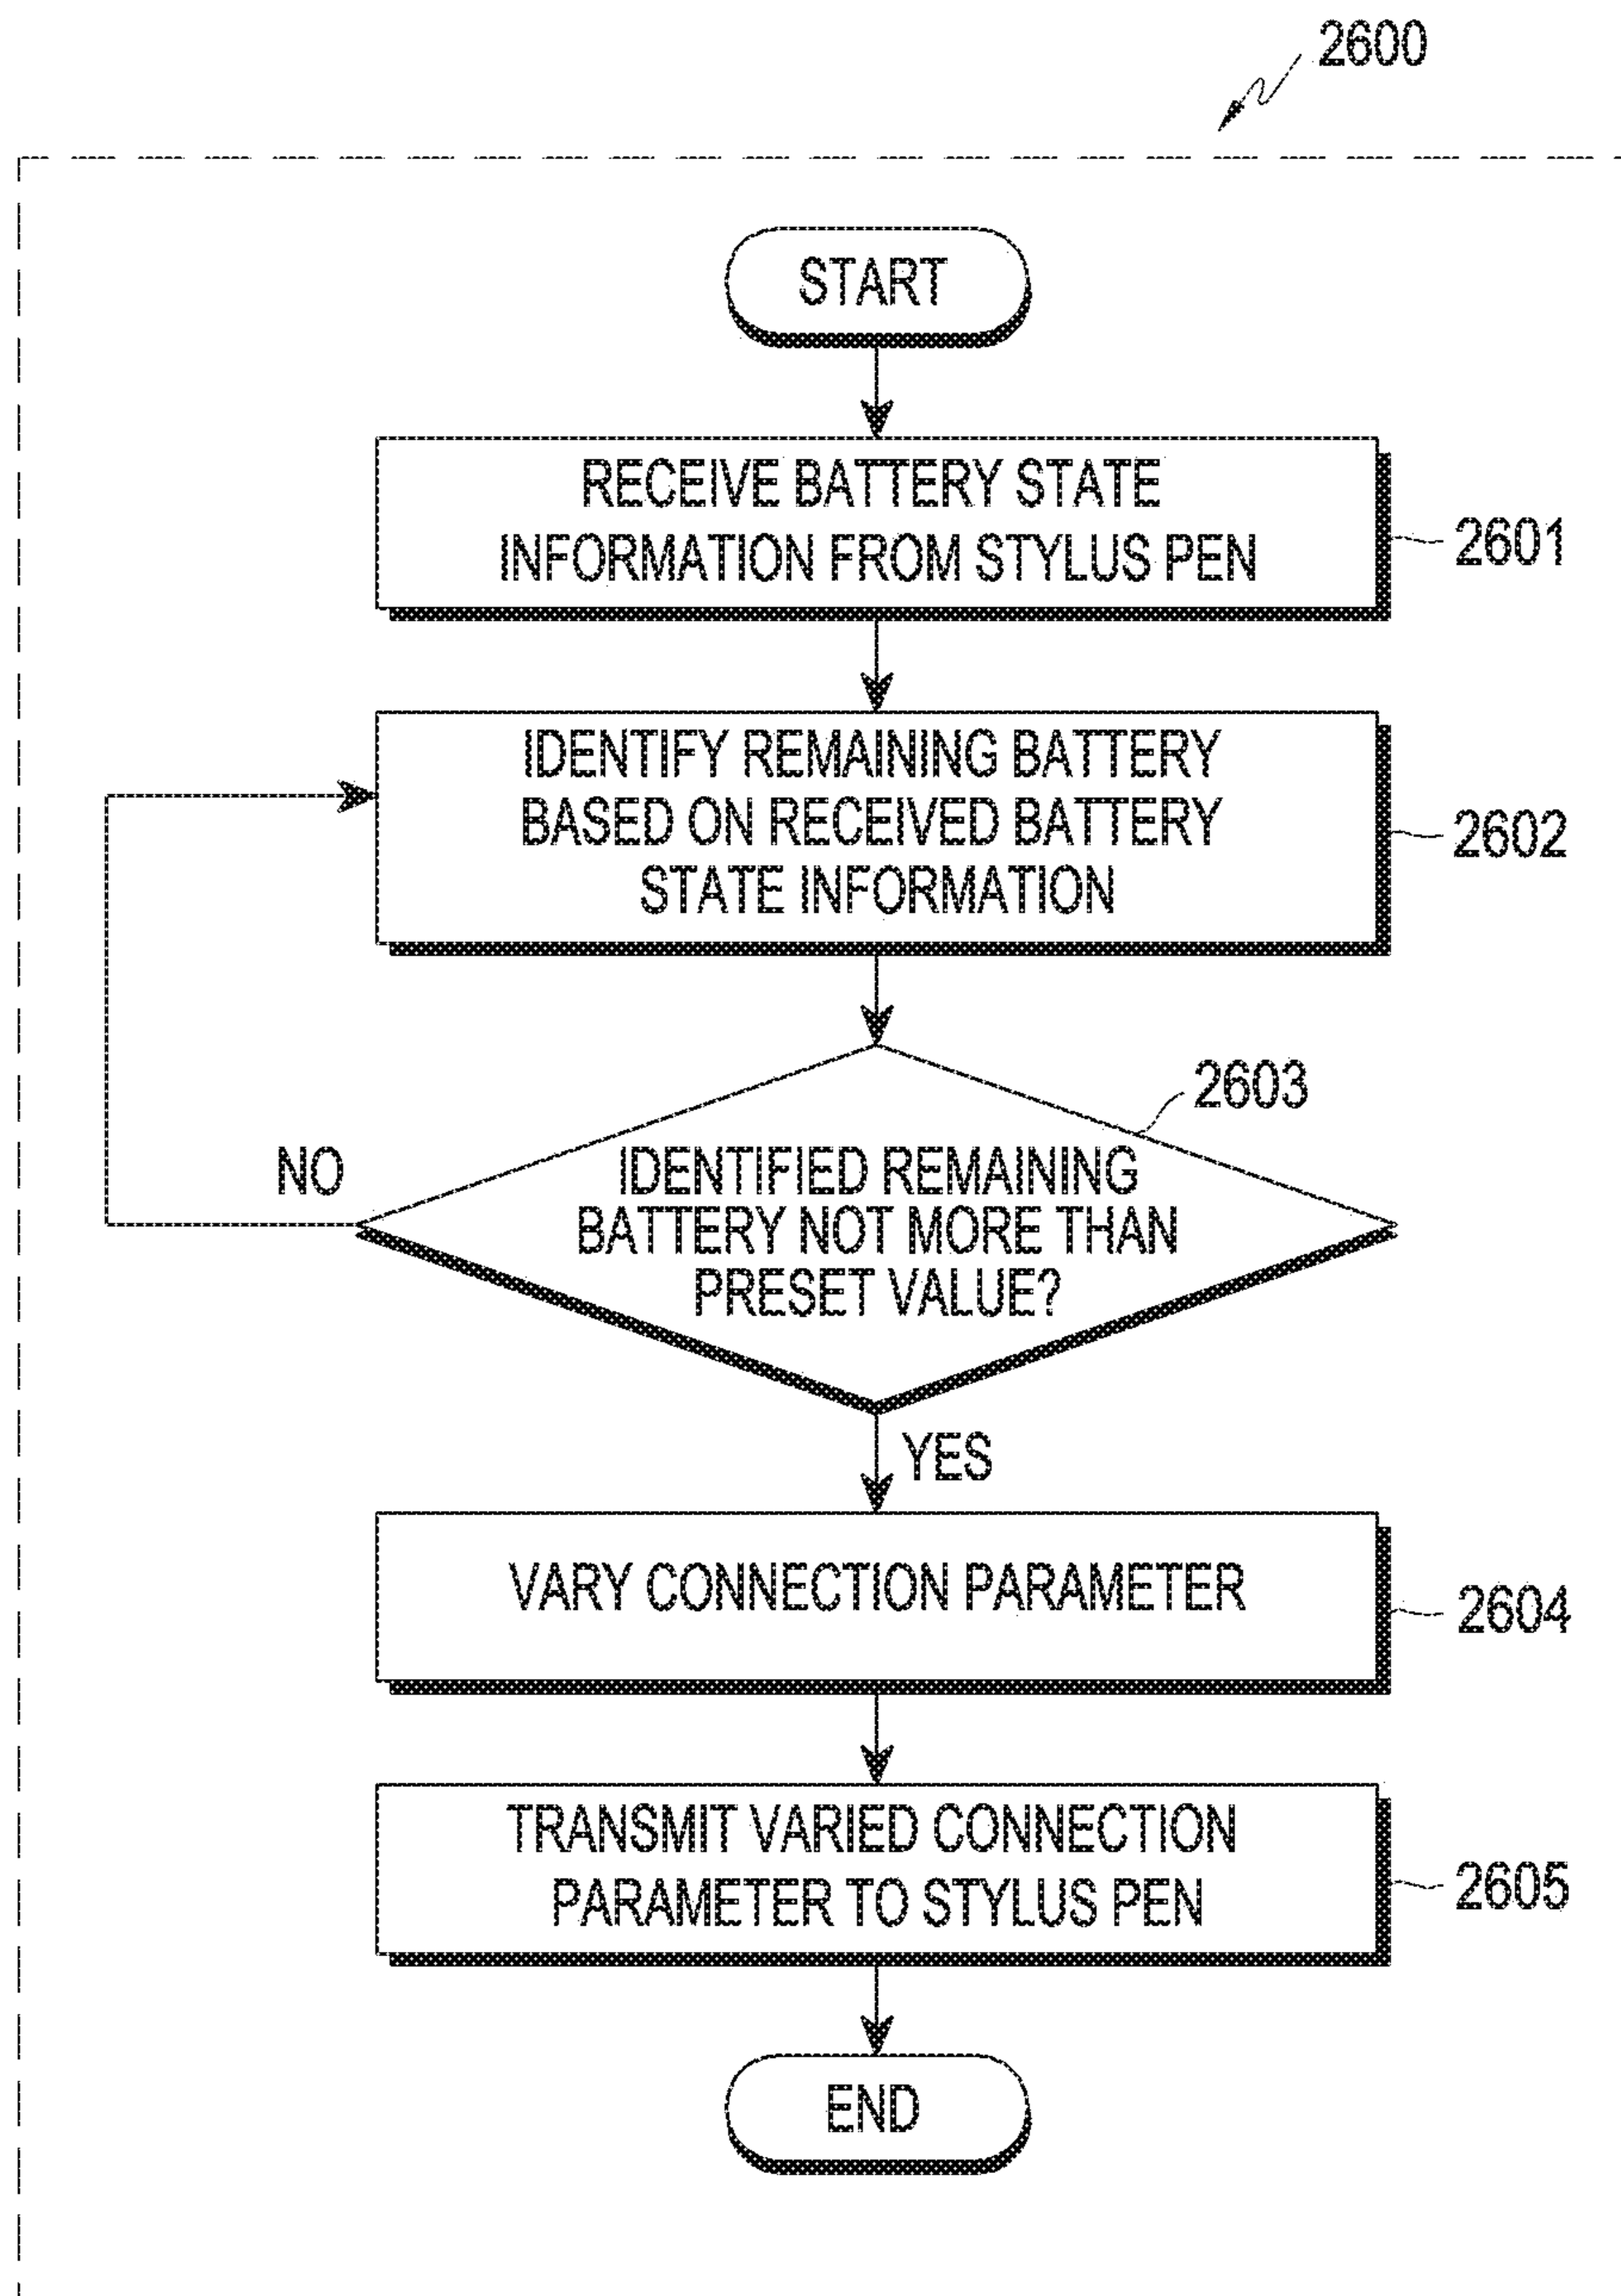 2600
START
RECEIVE BATTERY STATE
INFORMATION FROM STYLUS PEN
2601
IDENTIFY REMAINING BATTERY
BASED ON RECEIVED BATTERY
STATE INFORMATION
2602
2603
IDENTIFIED REMAINING
BATTERY NOT MORE THAN
PRESET VALUE?
NO
YES
VARY CONNECTION PARAMETER
2604
TRANSMIT VARIED CONNECTION
PARAMETER TO STYLUS PEN
2605
END